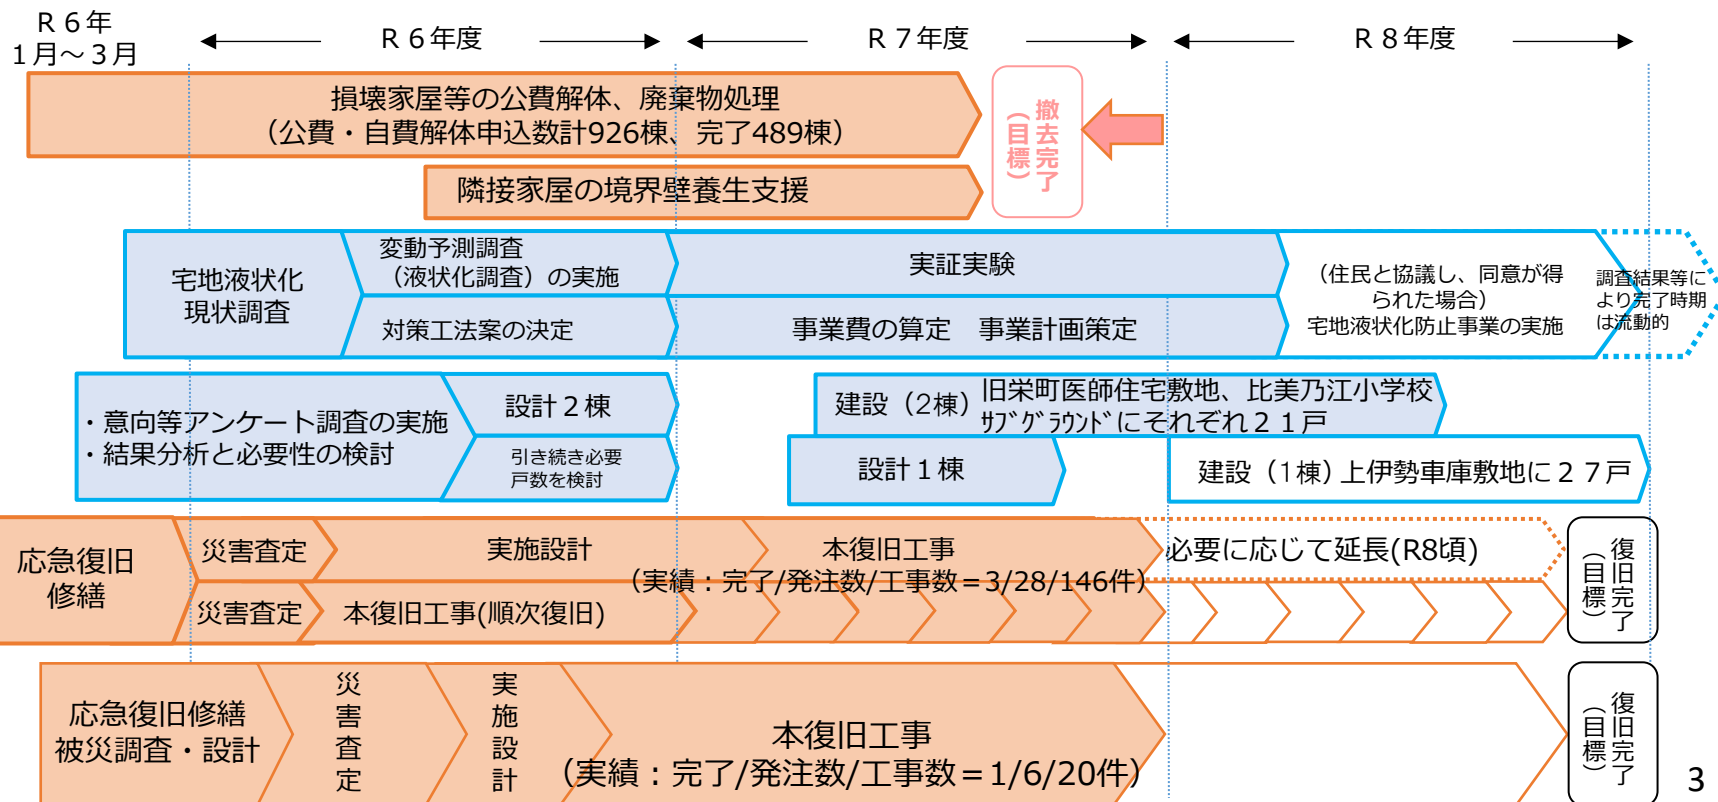 Ｒ６年
１月～３月
Ｒ６年度
Ｒ７年度
Ｒ８年度
損壊家屋等の公費解体、廃棄物処理
（公費・自費解体申込数計926棟、完了489棟）
撤去完了
（目標）
隣接家屋の境界壁養生支援
宅地液状化
現状調査
変動予測調査
（液状化調査）の実施
対策工法案の決定
実証実験
事業費の算定　事業計画策定
（住民と協議し、同意が得
られた場合）
宅地液状化防止事業の実施
調査結果等に
より完了時期
は流動的
・意向等アンケート調査の実施
・結果分析と必要性の検討
設計２棟
引き続き必要
戸数を検討
建設（2棟）
旧栄町医師住宅敷地、比美乃江小学校
ｻﾌﾞｸﾞﾗｳﾝﾄﾞにそれぞれ２１戸
設計１棟
建設（1棟）上伊勢車庫敷地に２７戸
応急復旧
修繕
災害査定
実施設計
本復旧工事
（実績：完了/発注数/工事数＝3/28/146件）
必要に応じて延長(R8頃)
災害査定
本復旧工事(順次復旧)
復旧完了
（目標）
応急復旧修繕
被災調査・設計
災害査定
実施設計
本復旧工事
（実績：完了/発注数/工事数＝1/6/20件）
復旧完了
（目標）
3